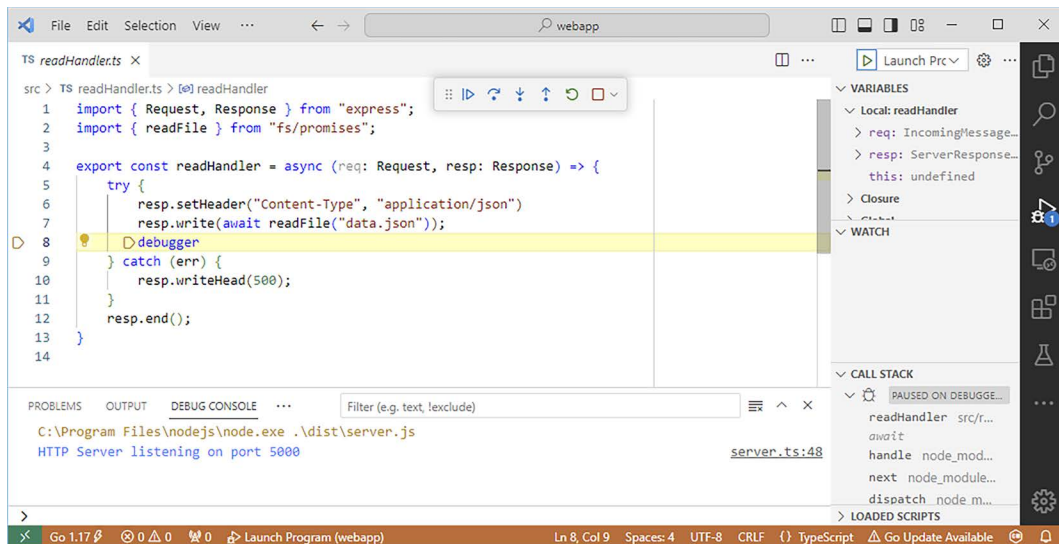 File Edit Selection View ··· ← → webapp
TS readHandler.ts ×
Launch Prc
src > TS readHandler.ts > readHandler
1 import { Request, Response } from "express";
2 import { readFile } from "fs/promises";
3
4 export const readHandler = async (req: Request, resp: Response) => {
5 try {
6 resp.setHeader("Content-Type", "application/json")
7 resp.write(await readFile("data.json"));
8 debugger
9 } catch (err) {
10 resp.writeHead(500);
11 }
12 resp.end();
13 }
14
VARIABLES
Local: readHandler
> req: IncomingMessage…
> resp: ServerResponse…
this: undefined
> Closure
> Global
1
WATCH
CALL STACK
PAUSED ON DEBUGGE...
readHandler src/r...
await
handle node_mod...
next node_module...
dispatch node_m...
LOADED SCRIPTS
PROBLEMS OUTPUT DEBUG CONSOLE ··· Filter (e.g. text, !exclude)
C:\Program Files\nodejs\node.exe .\dist\server.js
HTTP Server listening on port 5000 server.ts:48
>
Go 1.17 0 0 0 Launch Program (webapp) Ln 8, Col 9 Spaces: 4 UTF-8 CRLF {} TypeScript Go Update Available